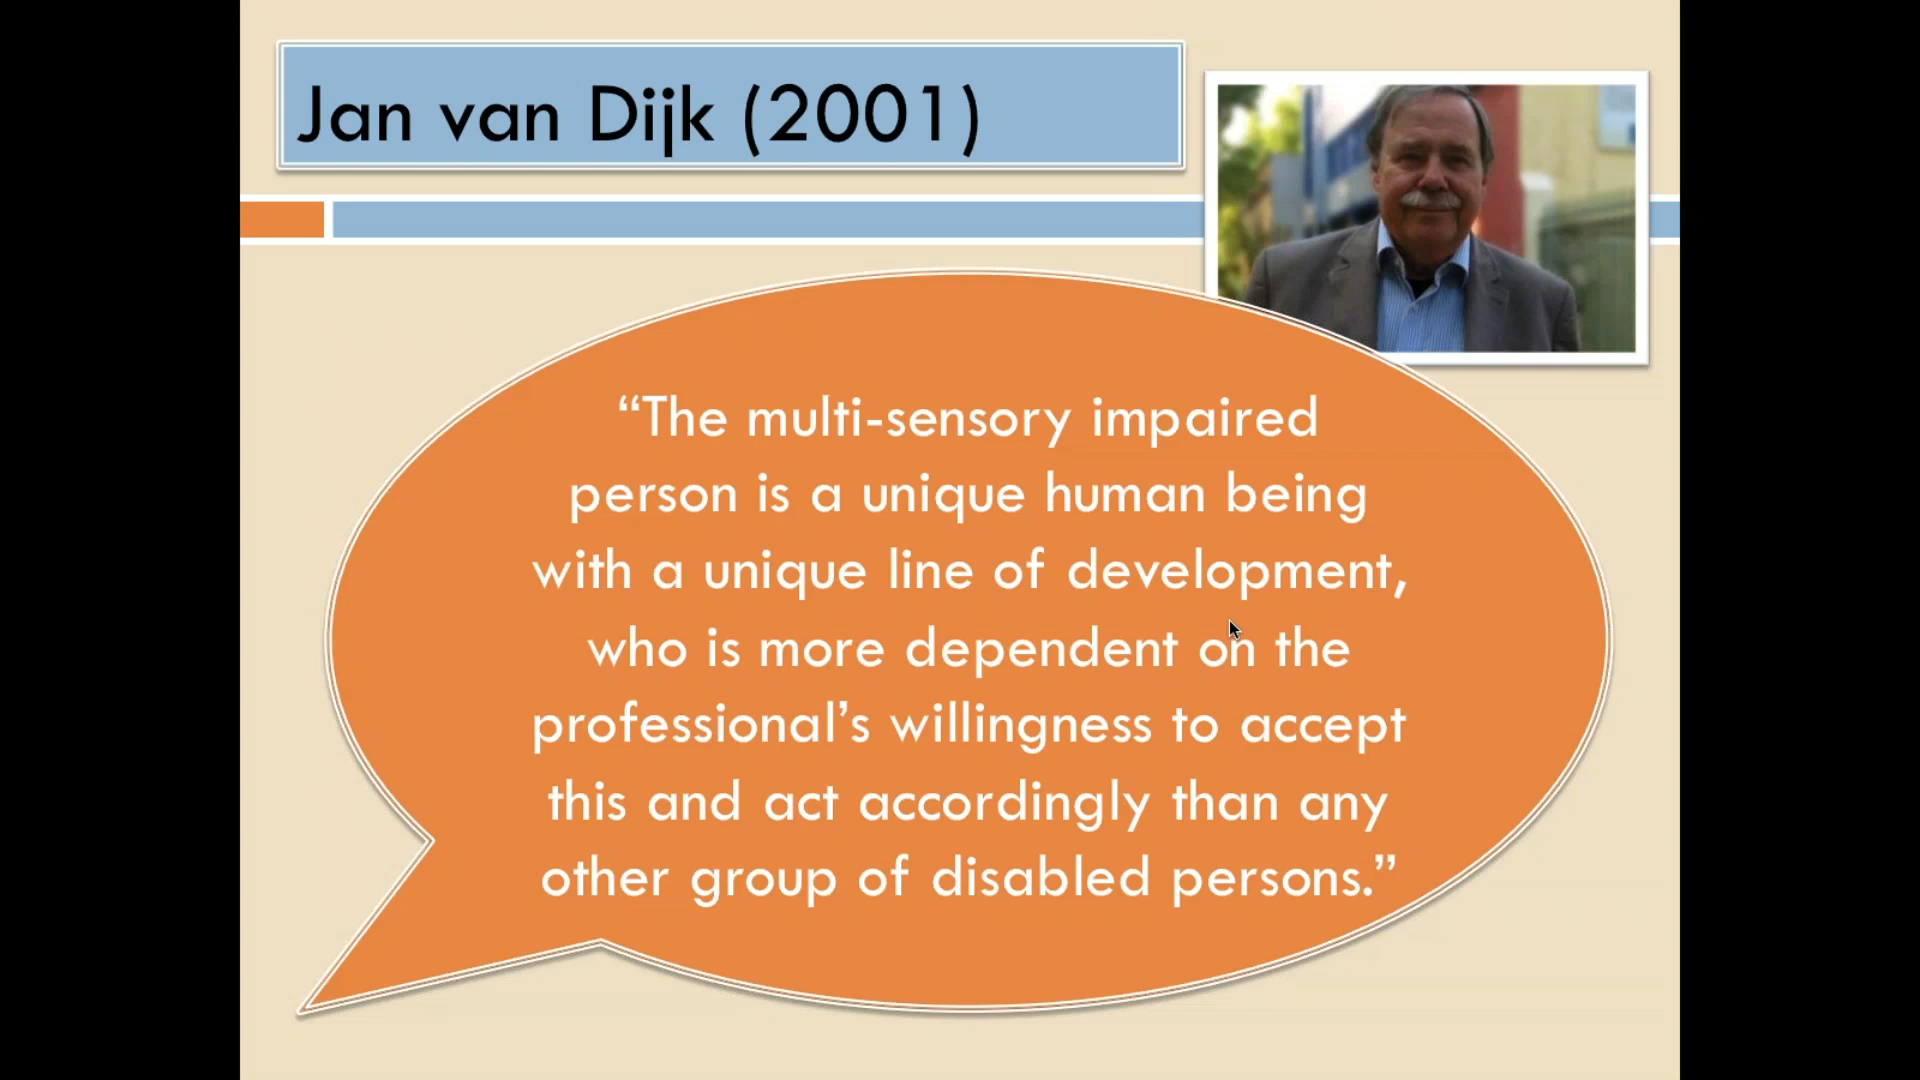 Jan van Dijk (2001)
“The multi-sensory impaired
person is a unique human being
with a unique line of development,
who is more dependent on the
professional’s willingness to accept
this and act accordingly than any
other group of disabled persons.”